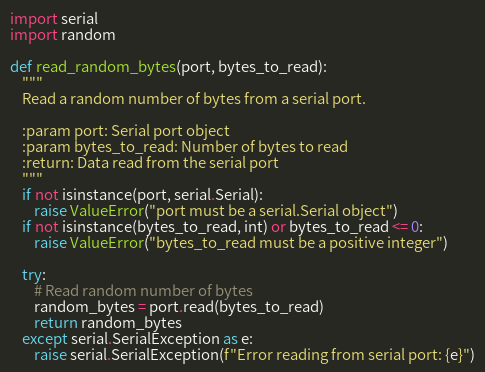 import serial
import random

def read_random_bytes(port, bytes_to_read):
    """
    Read a random number of bytes from a serial port.

    :param port: Serial port object
    :param bytes_to_read: Number of bytes to read
    :return: Data read from the serial port
    """
    if not isinstance(port, serial.Serial):
        raise ValueError("port must be a serial.Serial object")
    if not isinstance(bytes_to_read, int) or bytes_to_read <= 0:
        raise ValueError("bytes_to_read must be a positive integer")

    try:
        # Read random number of bytes
        random_bytes = port.read(bytes_to_read)
        return random_bytes
    except serial.SerialException as e:
        raise serial.SerialException(f"Error reading from serial port: {e}")